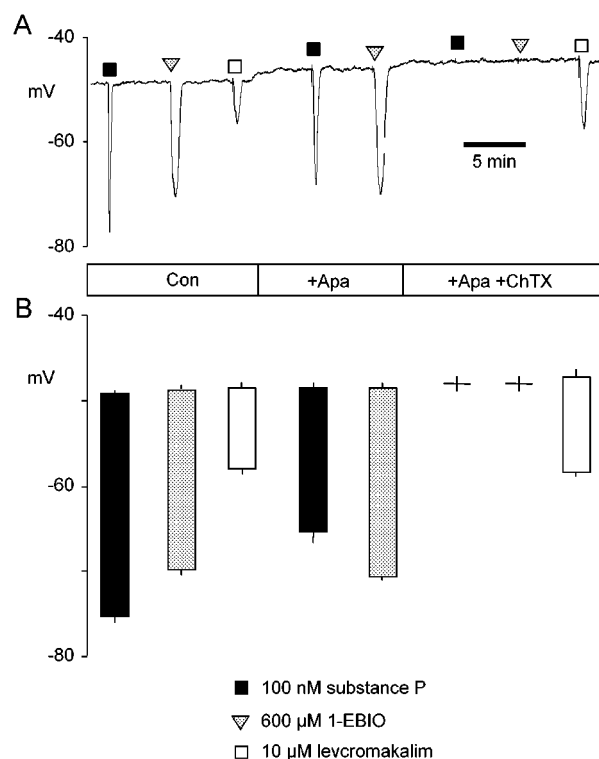 A
-40
mV
-60
5 min
-80
Con
+Apa
+Apa +ChTX
B
-40
mV
-60
-80
100 nM substance P
600 µM 1-EBIO
10 µM levcromakalim